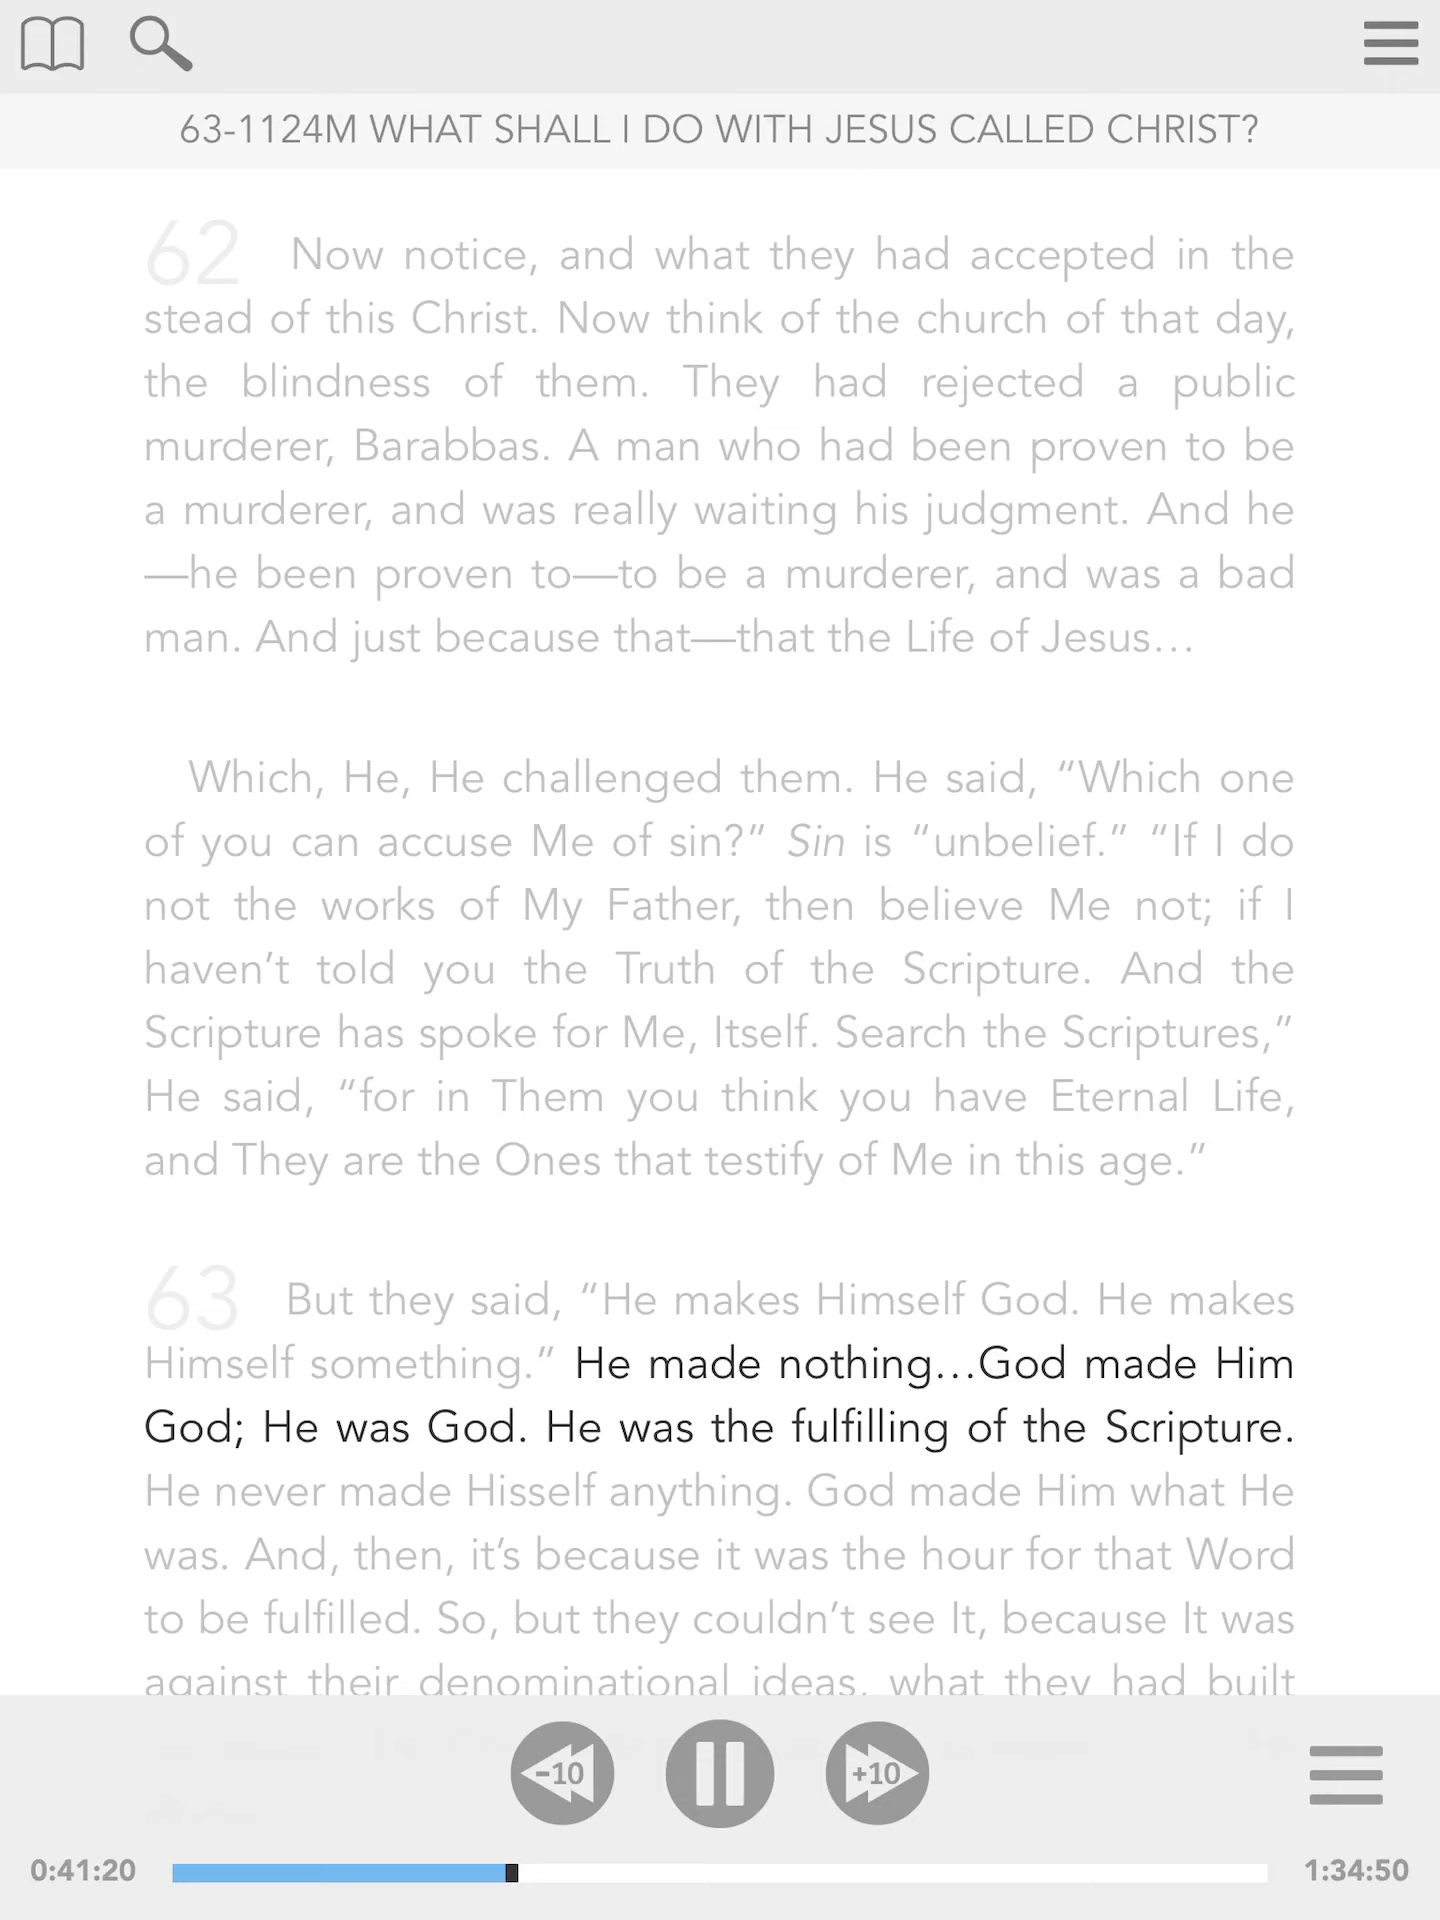 63-1124M WHAT SHALL I DO WITH JESUS CALLED CHRIST?
62 Now notice, and what they had accepted in the
stead of this Christ. Now think of the church of that day,
the blindness of them. They had rejected a public
murderer, Barabbas. A man who had been proven to be
a murderer, and was really waiting his judgment. And he
—he been proven to—to be a murderer, and was a bad
man. And just because that—that the Life of Jesus…
Which, He, He challenged them. He said, “Which one
of you can accuse Me of sin?” Sin is “unbelief.” “If I do
not the works of My Father, then believe Me not; if I
haven’t told you the Truth of the Scripture. And the
Scripture has spoke for Me, Itself. Search the Scriptures,”
He said, “for in Them you think you have Eternal Life,
and They are the Ones that testify of Me in this age.”
63 But they said, “He makes Himself God. He makes
Himself something.” He made nothing…God made Him
God; He was God. He was the fulfilling of the Scripture.
He never made Hisself anything. God made Him what He
was. And, then, it’s because it was the hour for that Word
to be fulfilled. So, but they couldn’t see It, because It was
against their denominational ideas, what they had built
-10 +10
0:41:20 1:34:50